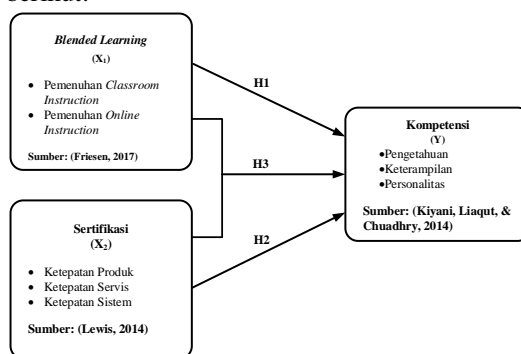 berikut:
Blended Learning
(X₁)
• Pemenuhan Classroom
Instruction
• Pemenuhan Online
Instruction
Sumber: (Friesen, 2017)
H1
Kompetensi
(Y)
•Pengetahuan
•Keterampilan
•Personalitas
Sumber: (Kiyani, Liaqut, &
Chuadhry, 2014)
H3
Sertifikasi
(X₂)
• Ketepatan Produk
• Ketepatan Servis
• Ketepatan Sistem
Sumber: (Lewis, 2014)
H2